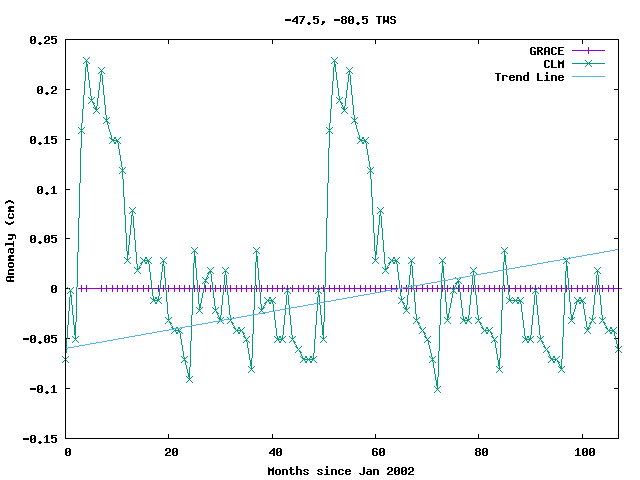 -47.5, -80.5 TWS
GRACE
CLM
Trend Line
0.25
0.2
0.15
0.1
0.05
0
-0.05
-0.1
-0.15
Anomaly (cm)
0 20 40 60 80 100
Months since Jan 2002